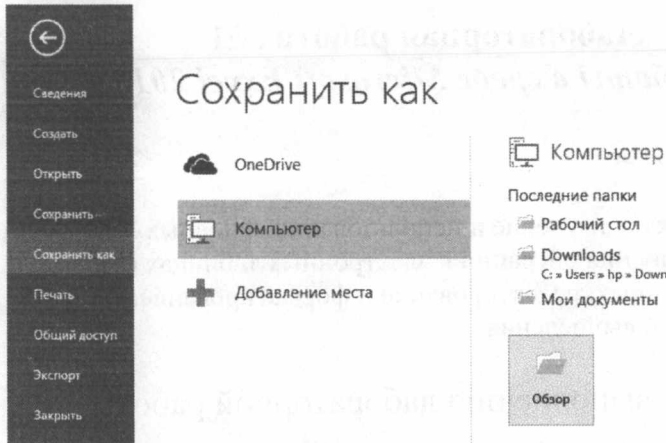 Сведения
Создать
Открыть
Сохранить
Сохранить как
Печать
Общий доступ
Экспорт
Закрыть
Сохранить как
OneDrive
Компьютер
Добавление места
Компьютер
Последние папки
Рабочий стол
Downloads
C: » Users » hp » Down
Мои документы
Обзор